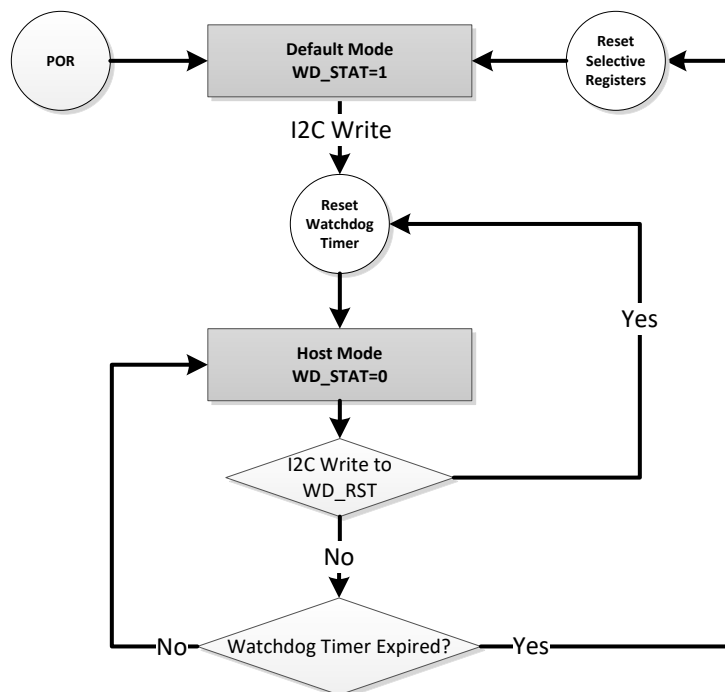 POR
Default Mode
WD_STAT=1
Reset
Selective
Registers
I2C Write
Reset
Watchdog
Timer
Yes
Host Mode
WD_STAT=0
I2C Write to
WD_RST
No
No
Watchdog Timer Expired?
Yes